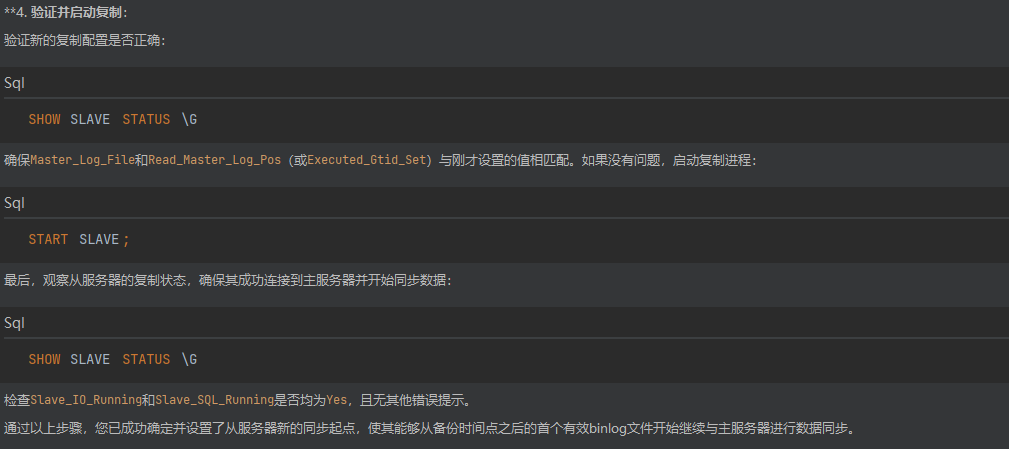 **4. 验证并启动复制：
验证新的复制配置是否正确：
Sql
SHOW SLAVE STATUS \G
确保Master_Log_File和Read_Master_Log_Pos（或Executed_Gtid_Set）与刚才设置的值相匹配。如果没有问题，启动复制进程：
Sql
START SLAVE;
最后，观察从服务器的复制状态，确保其成功连接到主服务器并开始同步数据：
Sql
SHOW SLAVE STATUS \G
检查Slave_IO_Running和Slave_SQL_Running是否均为Yes，且无其他错误提示。
通过以上步骤，您已成功确定并设置了从服务器新的同步起点，使其能够从备份时间点之后的首个有效binlog文件开始继续与主服务器进行数据同步。